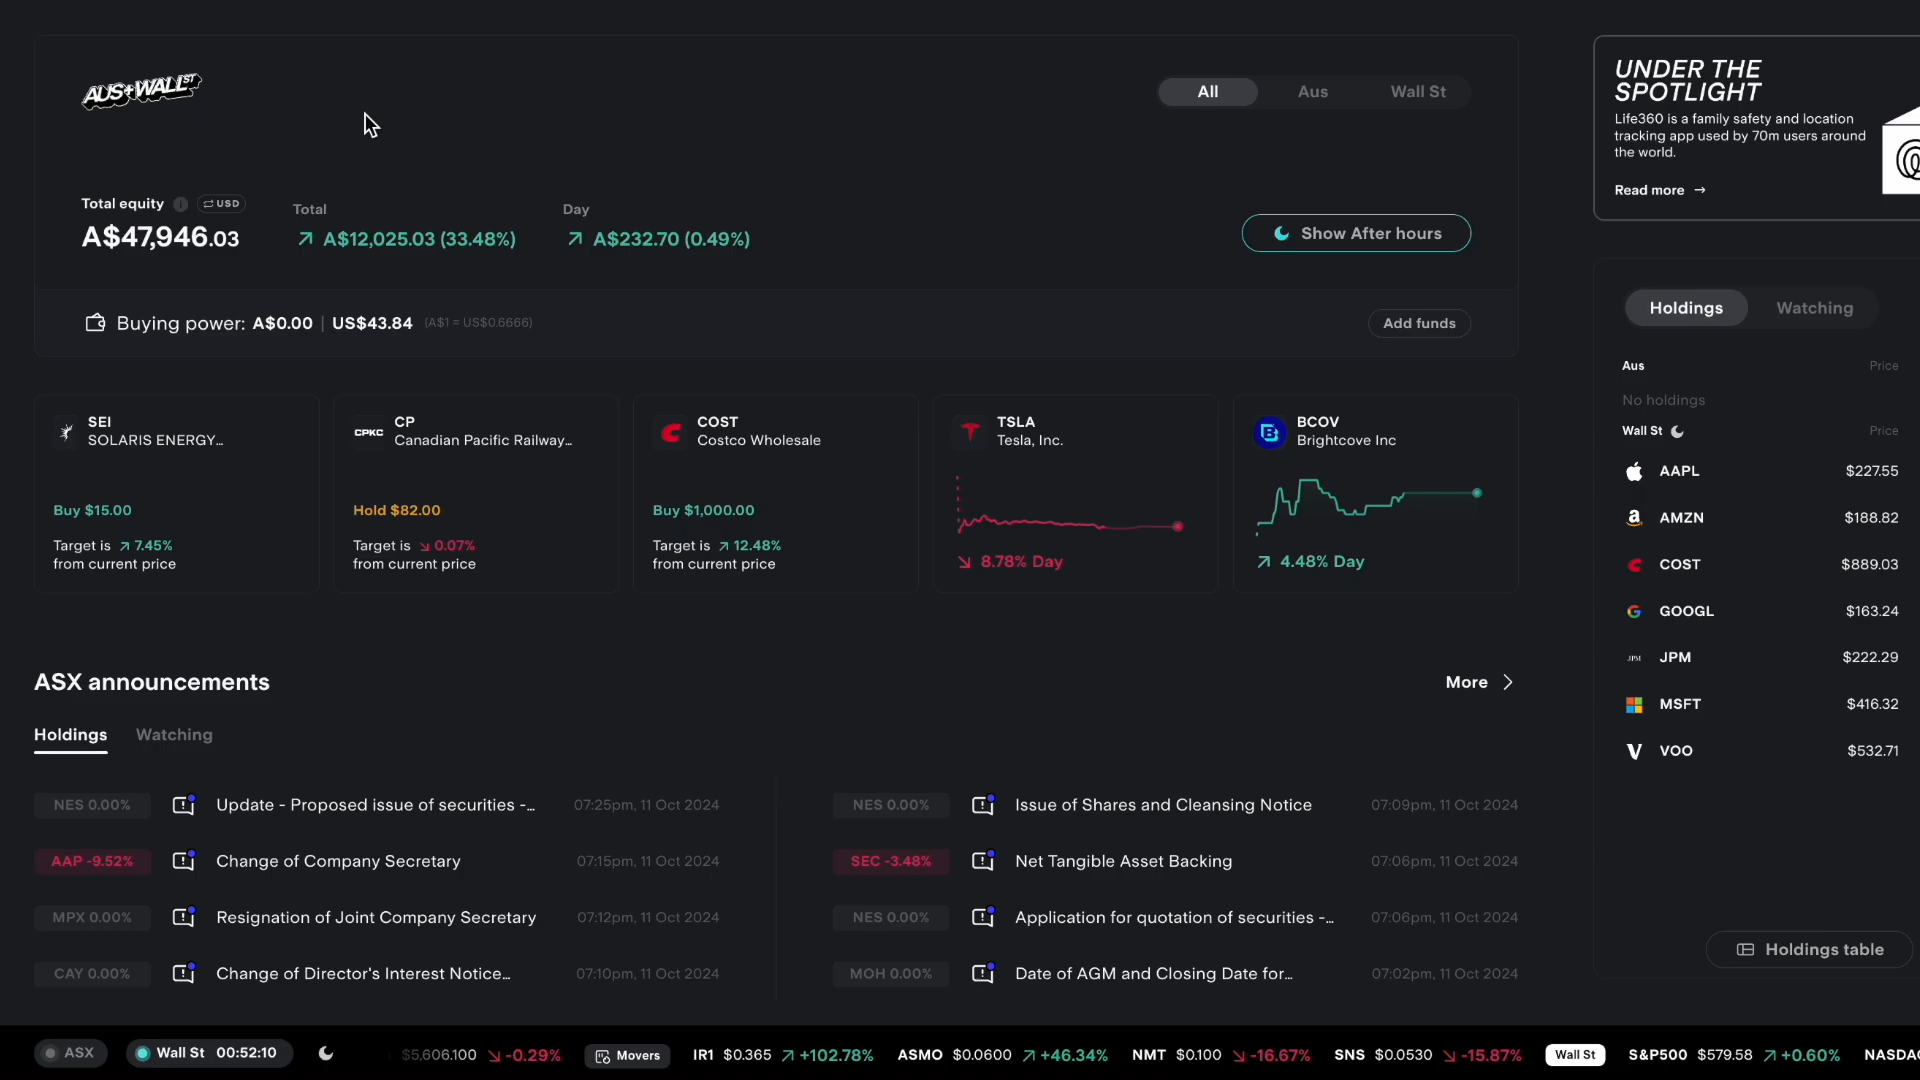 AUS+WALL ST
All
Aus
Wall St
Total equity
USD
A$47,946.03
Total
A$12,025.03 (33.48%)
Day
A$232.70 (0.49%)
Show After hours
Buying power: A$0.00 | US$43.84 (A$1 = US$0.6666)
Add funds
SEI
SOLARIS ENERGY...
Buy $15.00
Target is 7.45%
from current price
CPKC
CP
Canadian Pacific Railway...
Hold $82.00
Target is 0.07%
from current price
COST
Costco Wholesale
Buy $1,000.00
Target is 12.48%
from current price
TSLA
Tesla, Inc.
8.78% Day
BCOV
Brightcove Inc
4.48% Day
ASX announcements
More
Holdings
Watching
NES 0.00% Update - Proposed issue of securities -... 07:25pm, 11 Oct 2024
AAP -9.52% Change of Company Secretary 07:15pm, 11 Oct 2024
MPX 0.00% Resignation of Joint Company Secretary 07:12pm, 11 Oct 2024
CAY 0.00% Change of Director's Interest Notice... 07:10pm, 11 Oct 2024
NES 0.00% Issue of Shares and Cleansing Notice 07:09pm, 11 Oct 2024
SEC -3.48% Net Tangible Asset Backing 07:06pm, 11 Oct 2024
NES 0.00% Application for quotation of securities -... 07:06pm, 11 Oct 2024
MOH 0.00% Date of AGM and Closing Date for... 07:02pm, 11 Oct 2024
UNDER THE
SPOTLIGHT
Life360 is a family safety and location
tracking app used by 70m users around
the world.
Read more →
Holdings
Watching
Aus Price
No holdings
Wall St Price
AAPL $227.55
AMZN $188.82
COST $889.03
GOOGL $163.24
JPM JPM $222.29
MSFT $416.32
VOO $532.71
Holdings table
ASX Wall St 00:52:10 $5,606.100 -0.29% Movers IR1 $0.365 +102.78% ASMO $0.0600 +46.34% NMT $0.100 -16.67% SNS $0.0530 -15.87% Wall St S&P500 $579.58 +0.60% NASDAQ